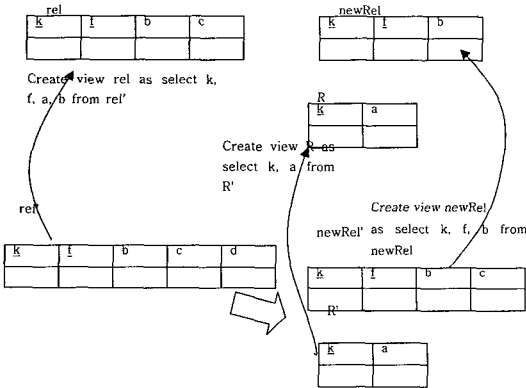 rel
k f b c
Create view rel as select k,
f, a, b from rel'
newRel
k f b
R
k a
Create view R as
select k, a from
R'
rel'
k f b c d
Create view newRel
newRel' as select k, f, b from
newRel
k f b c
R'
k a